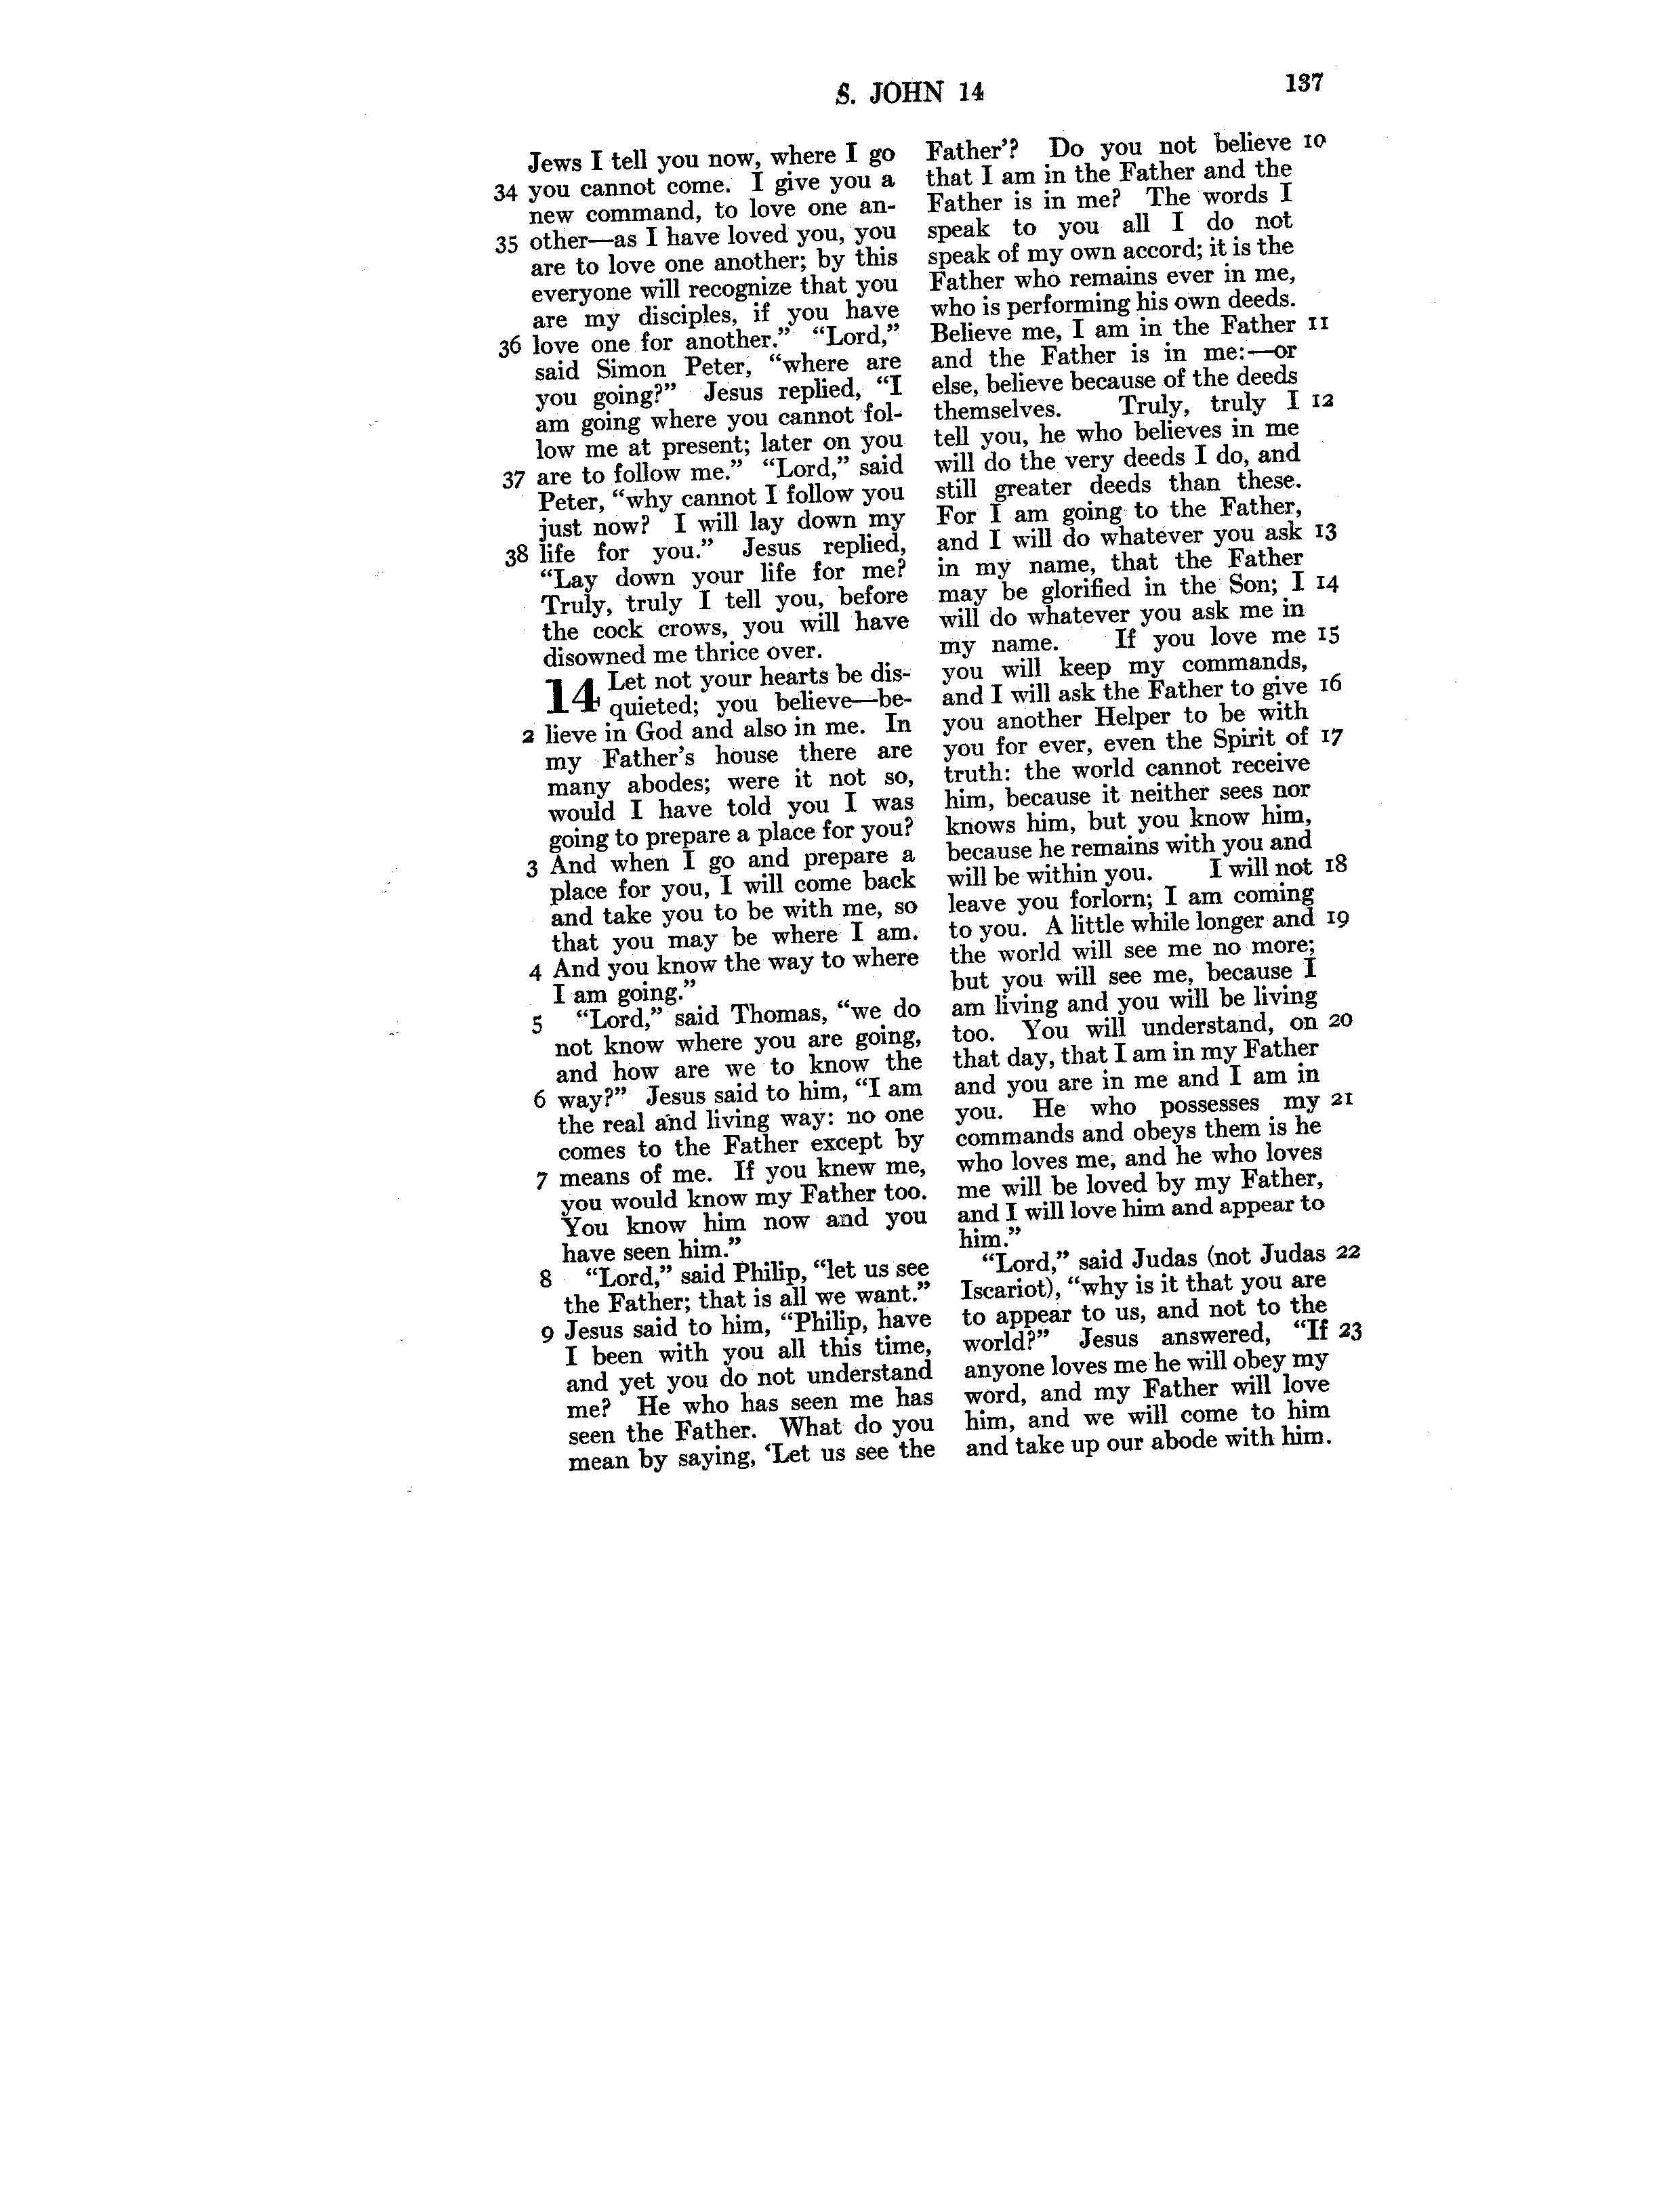 S. JOHN 14
137
Jews I tell you now, where I go
34 you cannot come. I give you a
new command, to love one an-
35 other—as I have loved you, you
are to love one another; by this
everyone will recognize that you
are my disciples, if you have
36 love one for another.” “Lord,”
said Simon Peter, “where are
you going?” Jesus replied, “I
am going where you cannot fol-
low me at present; later on you
37 are to follow me.” “Lord,” said
Peter, “why cannot I follow you
just now? I will lay down my
38 life for you.” Jesus replied,
“Lay down your life for me?
Truly, truly I tell you, before
the cock crows, you will have
disowned me thrice over.
14 Let not your hearts be dis-
quieted; you believe—be-
2 lieve in God and also in me. In
my Father’s house there are
many abodes; were it not so,
would I have told you I was
going to prepare a place for you?
3 And when I go and prepare a
place for you, I will come back
and take you to be with me, so
that you may be where I am.
4 And you know the way to where
I am going.”
5 “Lord,” said Thomas, “we do
not know where you are going,
and how are we to know the
6 way?” Jesus said to him, “I am
the real and living way: no one
comes to the Father except by
7 means of me. If you knew me,
you would know my Father too.
You know him now and you
have seen him.”
8 “Lord,” said Philip, “let us see
the Father; that is all we want.”
9 Jesus said to him, “Philip, have
I been with you all this time,
and yet you do not understand
me? He who has seen me has
seen the Father. What do you
mean by saying, ‘Let us see the
Father’? Do you not believe 10
that I am in the Father and the
Father is in me? The words I
speak to you all I do not
speak of my own accord; it is the
Father who remains ever in me,
who is performing his own deeds.
Believe me, I am in the Father 11
and the Father is in me:—or
else, believe because of the deeds
themselves. Truly, truly I 12
tell you, he who believes in me
will do the very deeds I do, and
still greater deeds than these.
For I am going to the Father,
and I will do whatever you ask 13
in my name, that the Father
may be glorified in the Son; I 14
will do whatever you ask me in
my name. If you love me 15
you will keep my commands,
and I will ask the Father to give 16
you another Helper to be with
you for ever, even the Spirit of 17
truth: the world cannot receive
him, because it neither sees nor
knows him, but you know him,
because he remains with you and
will be within you. I will not 18
leave you forlorn; I am coming
to you. A little while longer and 19
the world will see me no more;
but you will see me, because I
am living and you will be living
too. You will understand, on 20
that day, that I am in my Father
and you are in me and I am in
you. He who possesses my 21
commands and obeys them is he
who loves me, and he who loves
me will be loved by my Father,
and I will love him and appear to
him.”
“Lord,” said Judas (not Judas 22
Iscariot), “why is it that you are
to appear to us, and not to the
world?” Jesus answered, “If 23
anyone loves me he will obey my
word, and my Father will love
him, and we will come to him
and take up our abode with him.